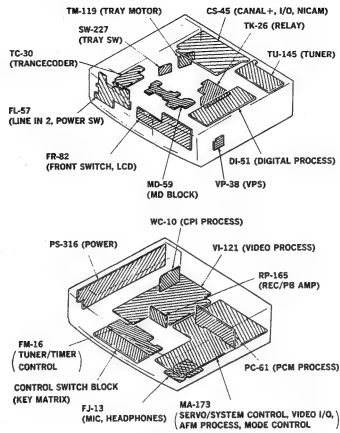 TM-119 (TRAY MOTOR)
CS-45 (CANAL+, I/O, NICAM)
SW-227
(TRAY SW)
TK-26 (RELAY)
TC-30
(TRANCECODER)
TU-145 (TUNER)
FL-57
(LINE IN 2, POWER SW)
FR-82
(FRONT SWITCH, LCD)
DI-51 (DIGITAL PROCESS)
MD-59
(MD BLOCK)
VP-38 (VPS)
WC-10 (CPI PROCESS)
PS-316 (POWER)
VI-121 (VIDEO PROCESS)
RP-165
(REC/PB AMP)
FM-16
(TUNER/TIMER
CONTROL)
PC-61 (PCM PROCESS)
CONTROL SWITCH BLOCK
(KEY MATRIX)
FJ-13
(MIC, HEADPHONES)
MA-173
(SERVO/SYSTEM CONTROL, VIDEO I/O,
AFM PROCESS, MODE CONTROL)